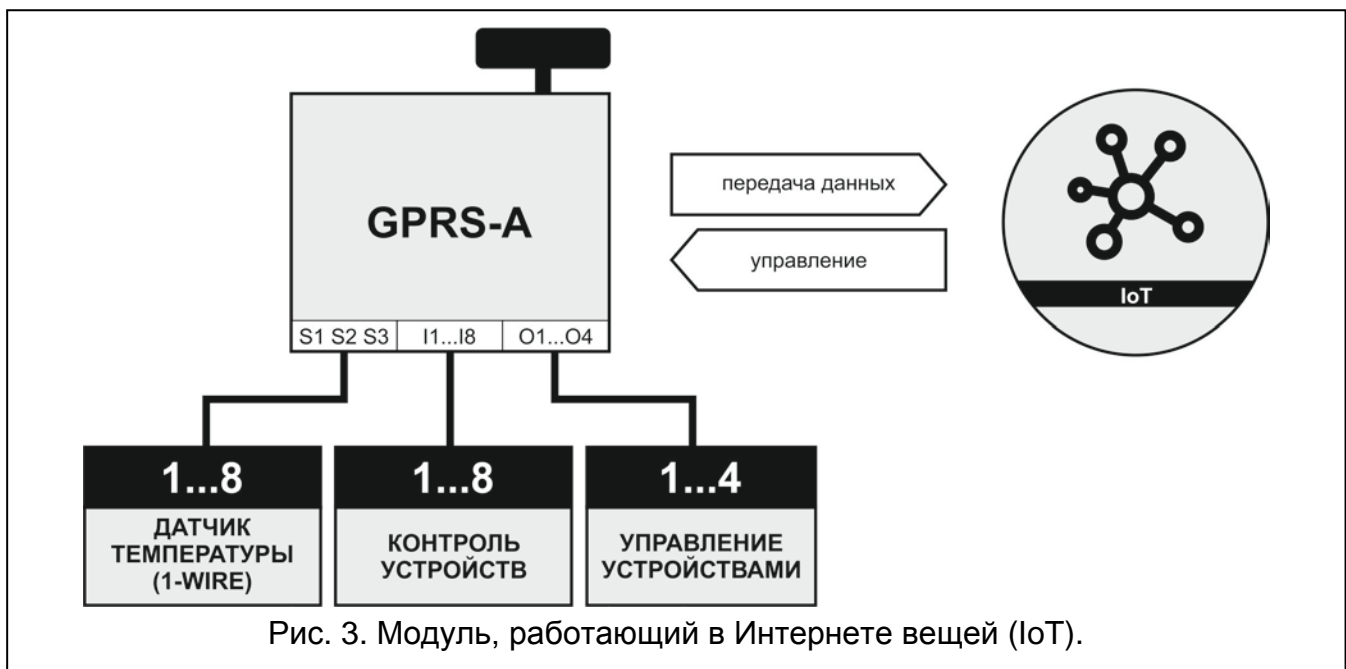 GPRS-A
S1 S2 S3 I1...I8 O1...O4
передача данных
управление
IoT
1...8
ДАТЧИК
ТЕМПЕРАТУРЫ
(1-WIRE)
1...8
КОНТРОЛЬ
УСТРОЙСТВ
1...4
УПРАВЛЕНИЕ
УСТРОЙСТВАМИ
Рис. 3. Модуль, работающий в Интернете вещей (IoT).